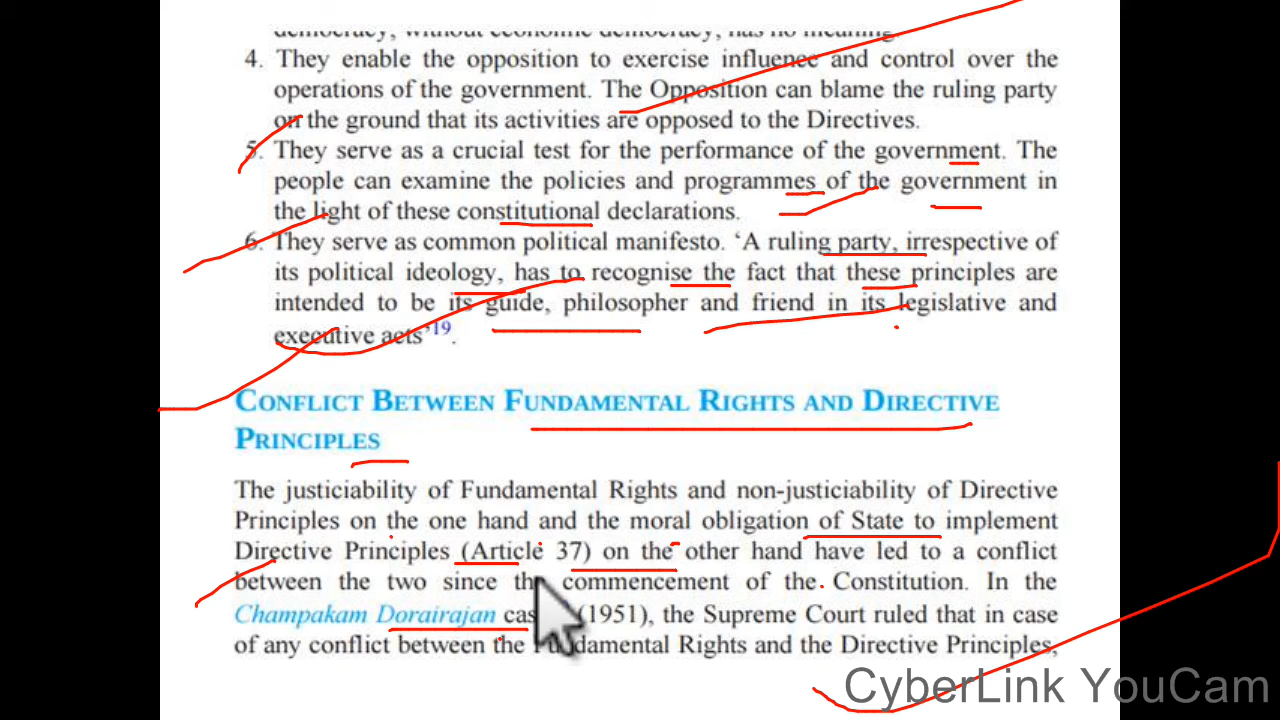 democracy, without economic democracy, has no meaning.
4. They enable the opposition to exercise influence and control over the
operations of the government. The Opposition can blame the ruling party
on the ground that its activities are opposed to the Directives.
5. They serve as a crucial test for the performance of the government. The
people can examine the policies and programmes of the government in
the light of these constitutional declarations.
6. They serve as common political manifesto. ‘A ruling party, irrespective of
its political ideology, has to recognise the fact that these principles are
intended to be its guide, philosopher and friend in its legislative and
executive acts’19.
CONFLICT BETWEEN FUNDAMENTAL RIGHTS AND DIRECTIVE
PRINCIPLES
The justiciability of Fundamental Rights and non-justiciability of Directive
Principles on the one hand and the moral obligation of State to implement
Directive Principles (Article 37) on the other hand have led to a conflict
between the two since the commencement of the Constitution. In the
Champakam Dorairajan case (1951), the Supreme Court ruled that in case
of any conflict between the Fundamental Rights and the Directive Principles,
CyberLink YouCam